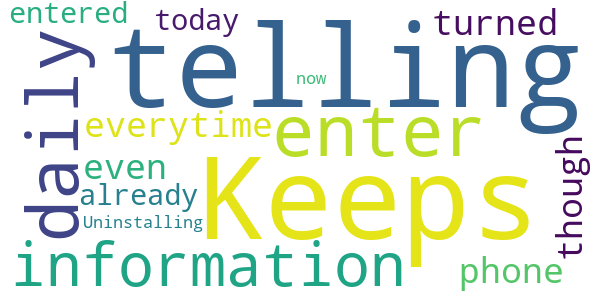 entered today turned
telling
daily
now
everytime enter
even
already Keeps
though
Uninstalling
information phone